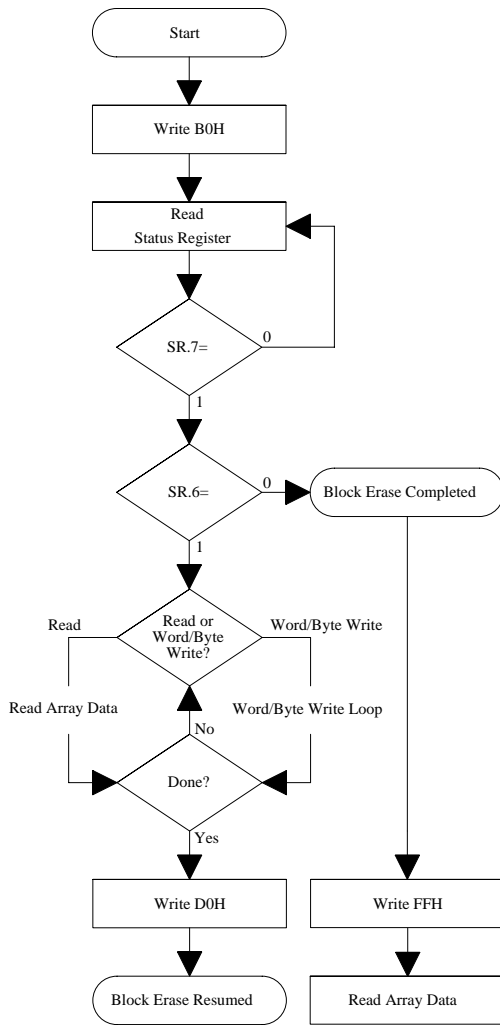 Start
Write B0H
Read
Status Register
SR.7=
0
1
SR.6=
0
Block Erase Completed
1
Read
Read or
Word/Byte
Write?
Word/Byte Write
Read Array Data
Word/Byte Write Loop
No
Done?
Yes
Write D0H
Write FFH
Block Erase Resumed
Read Array Data